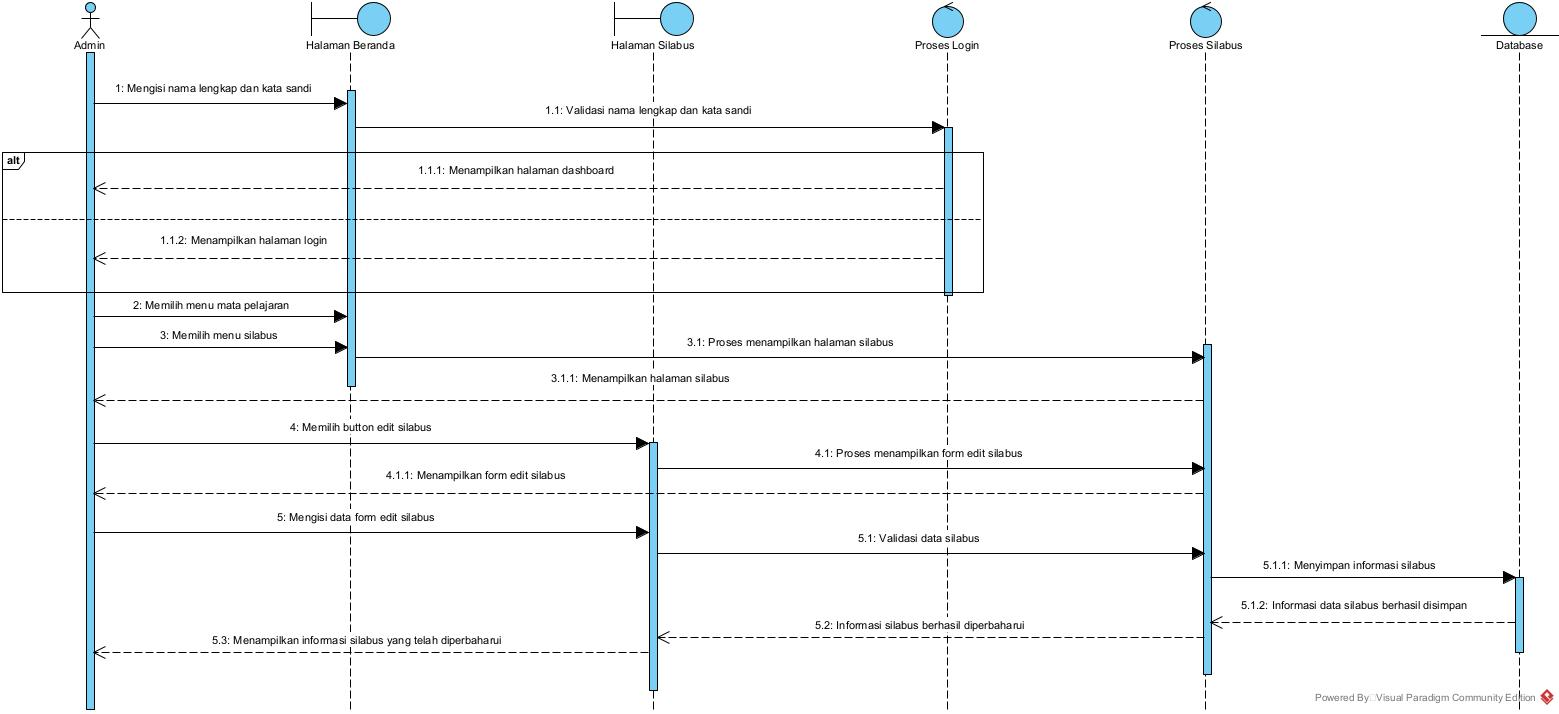 Admin
Halaman Beranda
Halaman Silabus
Proses Login
Proses Silabus
Database
1: Mengisi nama lengkap dan kata sandi
1.1: Validasi nama lengkap dan kata sandi
alt
1.1.1: Menampilkan halaman dashboard
1.1.2: Menampilkan halaman login
2: Memilih menu mata pelajaran
3: Memilih menu silabus
3.1: Proses menampilkan halaman silabus
3.1.1: Menampilkan halaman silabus
4: Memilih button edit silabus
4.1: Proses menampilkan form edit silabus
4.1.1: Menampilkan form edit silabus
5: Mengisi data form edit silabus
5.1: Validasi data silabus
5.1.1: Menyimpan informasi silabus
5.1.2: Informasi data silabus berhasil disimpan
5.2: Informasi silabus berhasil diperbaharui
5.3: Menampilkan informasi silabus yang telah diperbaharui
Powered By Visual Paradigm Community Edition